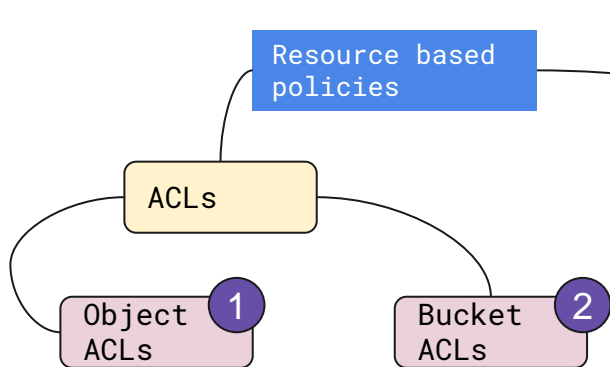 Resource based
policies
ACLs
1
Object
ACLs
2
Bucket
ACLs